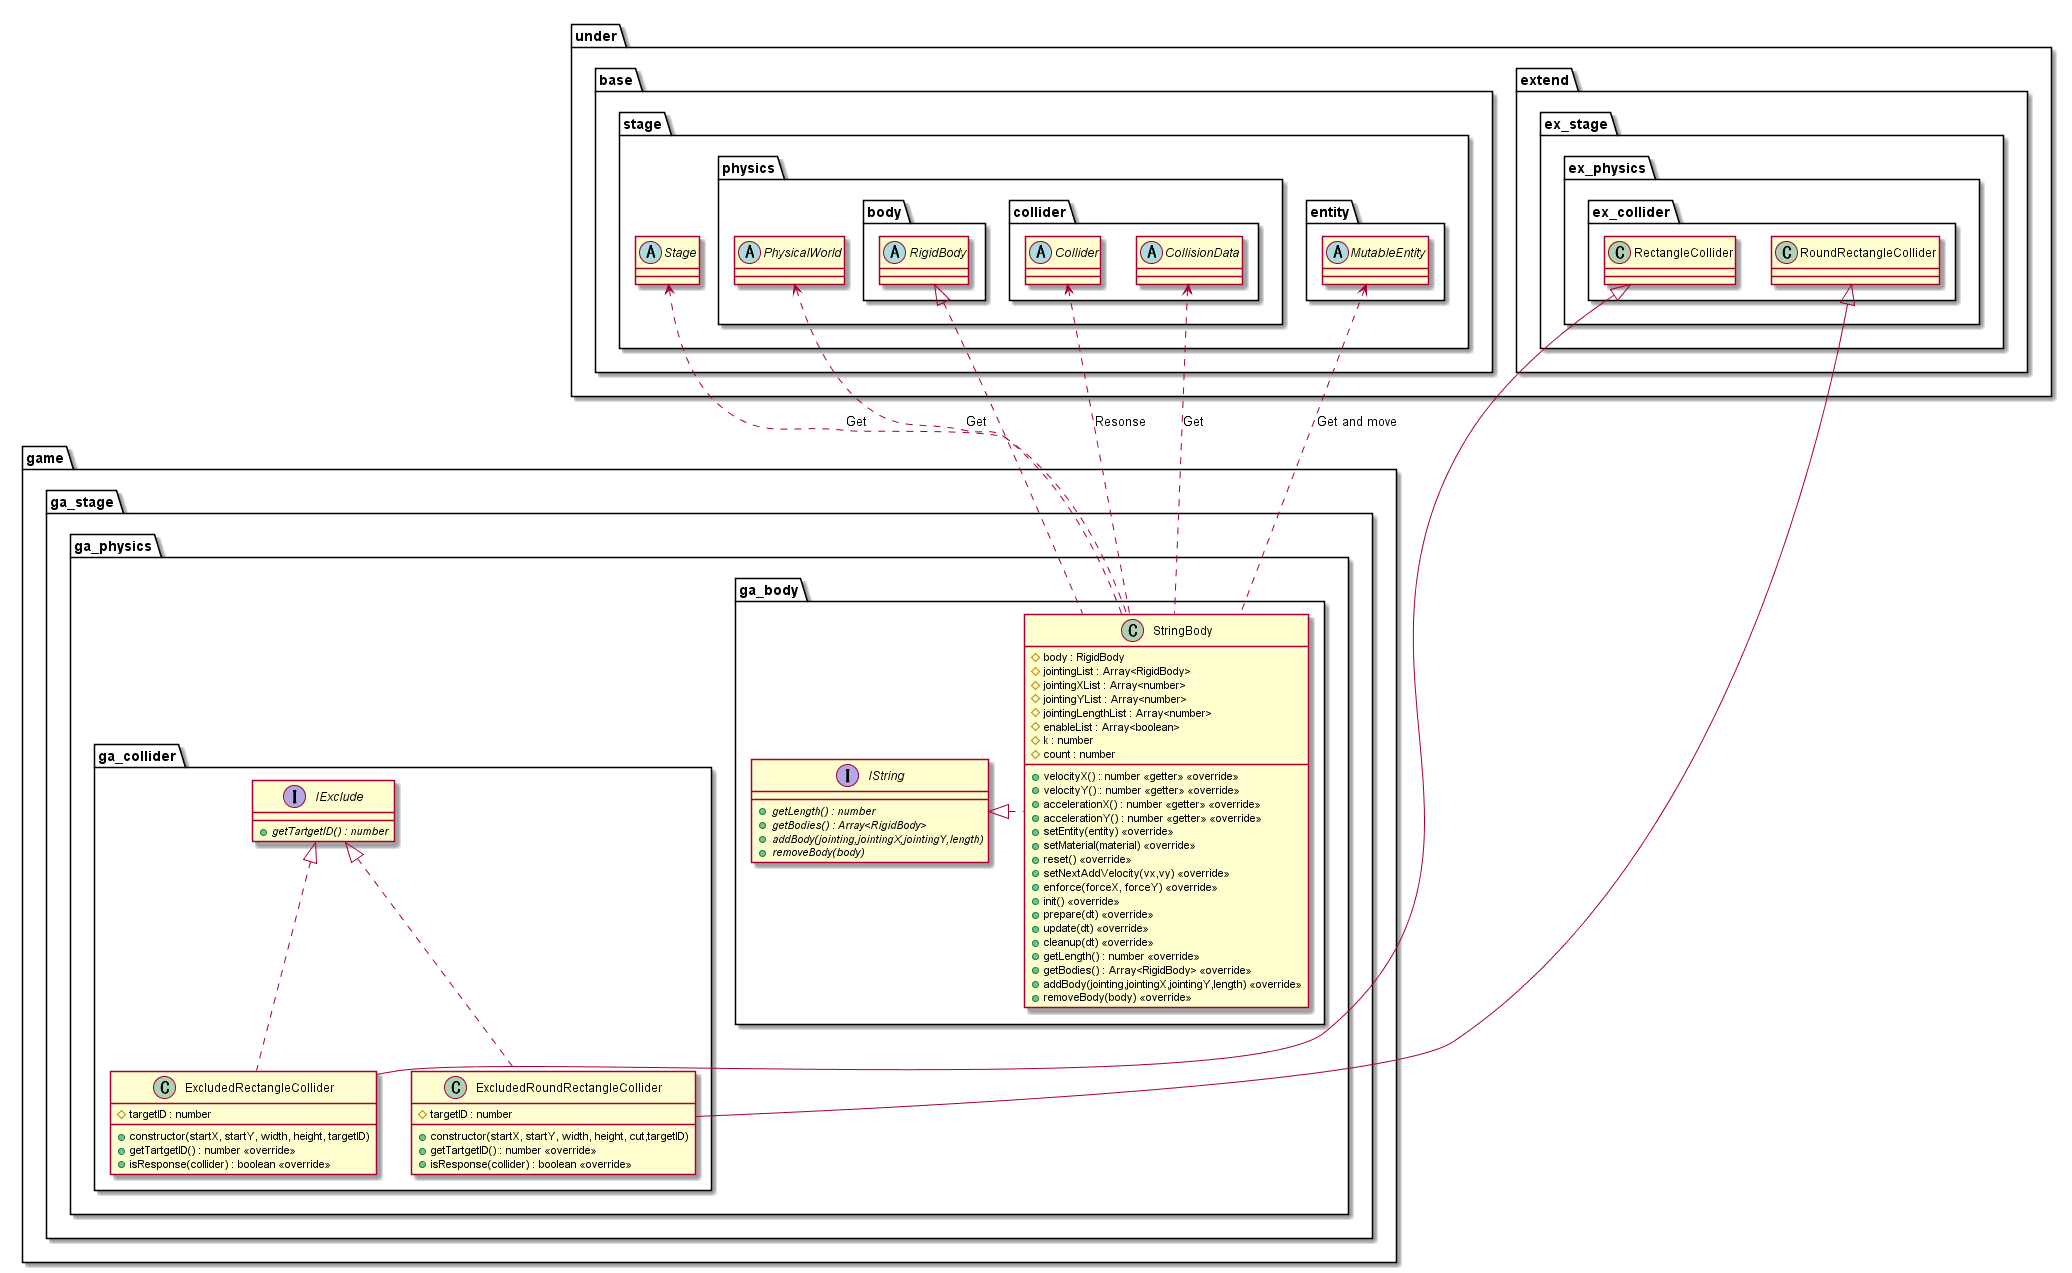 under
base
extend
stage
ex_stage
physics
ex_physics
body
collider
entity
ex_collider
A Stage
A PhysicalWorld
A RigidBody
A Collider
A CollisionData
A MutableEntity
C RectangleCollider
C RoundRectangleCollider
Get
Get
Resonse
Get
Get and move
game
ga_stage
ga_physics
ga_body
C StringBody
body : RigidBody
jointingList : Array<RigidBody>
jointingXList : Array<number>
jointingYList : Array<number>
jointingLengthList : Array<number>
enableList : Array<boolean>
k : number
count : number
velocityX() : number «getter» «override»
velocityY() : number «getter» «override»
accelerationX() : number «getter» «override»
accelerationY() : number «getter» «override»
setEntity(entity) «override»
setMaterial(material) «override»
reset() «override»
setNextAddVelocity(vx,vy) «override»
enforce(forceX, forceY) «override»
init() «override»
prepare(dt) «override»
update(dt) «override»
cleanup(dt) «override»
getLength() : number «override»
getBodies() : Array<RigidBody> «override»
addBody(jointing,jointingX,jointingY,length) «override»
removeBody(body) «override»
I IString
getLength() : number
getBodies() : Array<RigidBody>
addBody(jointing,jointingX,jointingY,length)
removeBody(body)
ga_collider
I IExclude
getTartgetID() : number
C ExcludedRectangleCollider
targetID : number
constructor(startX, startY, width, height, targetID)
getTartgetID() : number «override»
isResponse(collider) : boolean «override»
C ExcludedRoundRectangleCollider
targetID : number
constructor(startX, startY, width, height, cut,targetID)
getTartgetID() : number «override»
isResponse(collider) : boolean «override»